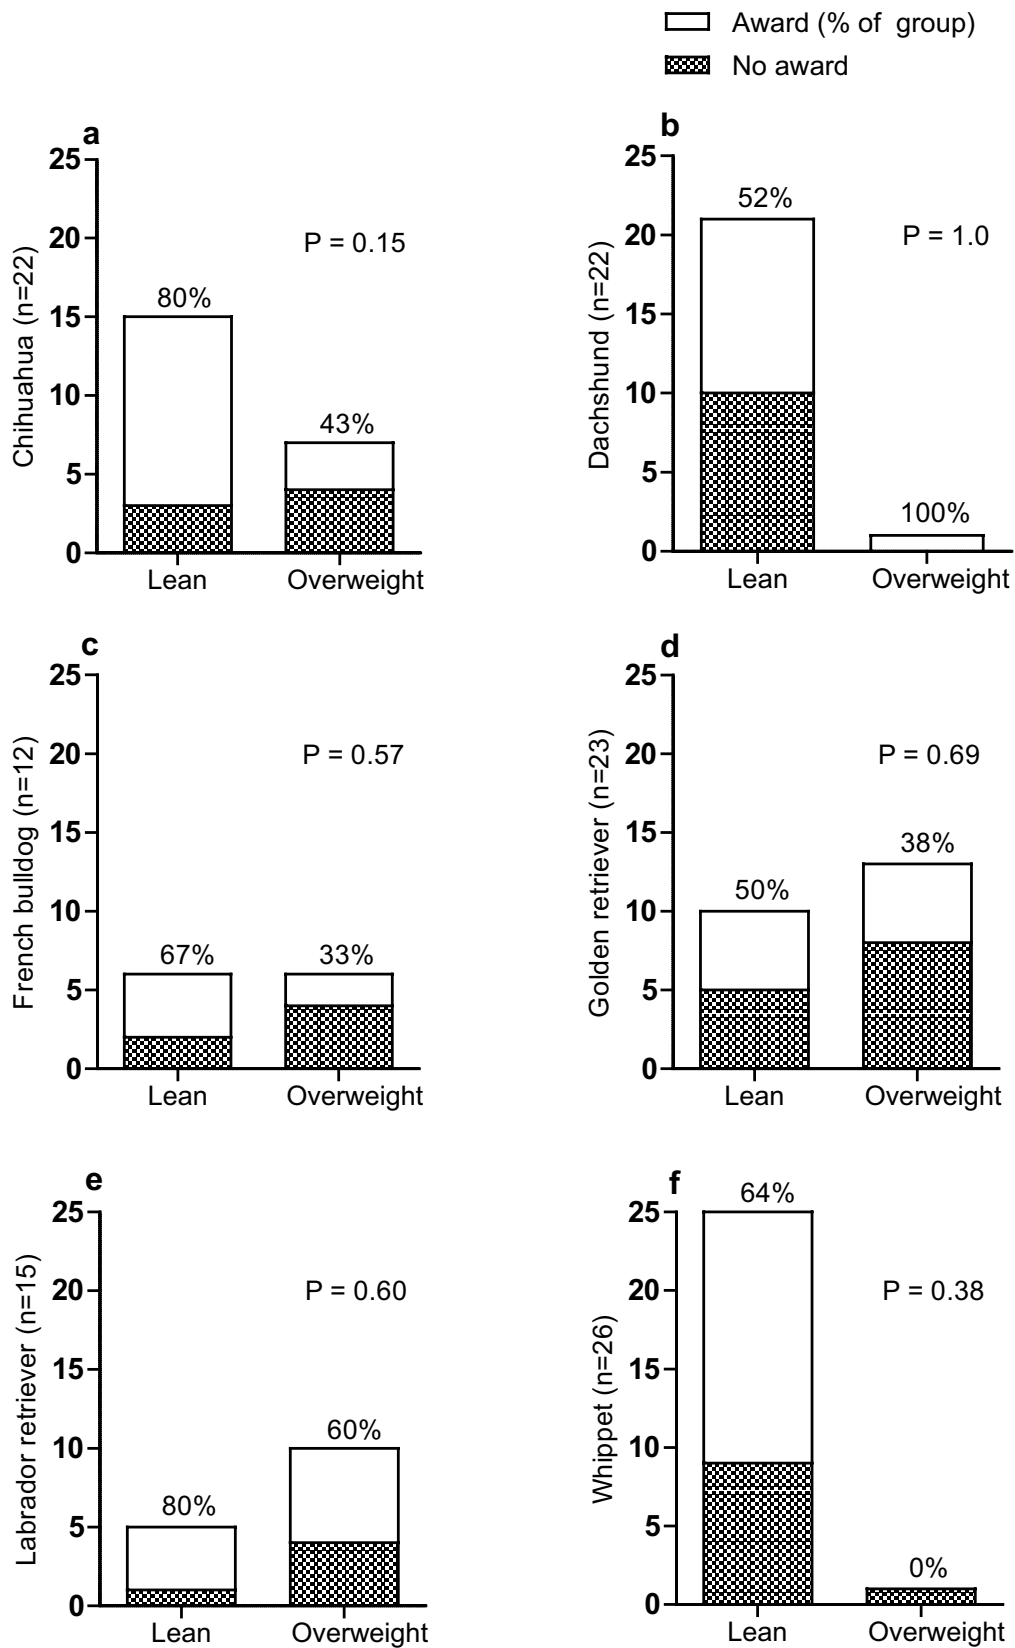 Award (% of group)
No award
a
Chihuahua (n=22)
25
20
15
10
5
0
80%
43%
P = 0.15
Lean
Overweight
b
Dachshund (n=22)
25
20
15
10
5
0
52%
100%
P = 1.0
Lean
Overweight
c
French bulldog (n=12)
25
20
15
10
5
0
67%
33%
P = 0.57
Lean
Overweight
d
Golden retriever (n=23)
25
20
15
10
5
0
50%
38%
P = 0.69
Lean
Overweight
e
Labrador retriever (n=15)
25
20
15
10
5
0
80%
60%
P = 0.60
Lean
Overweight
f
Whippet (n=26)
25
20
15
10
5
0
64%
0%
P = 0.38
Lean
Overweight